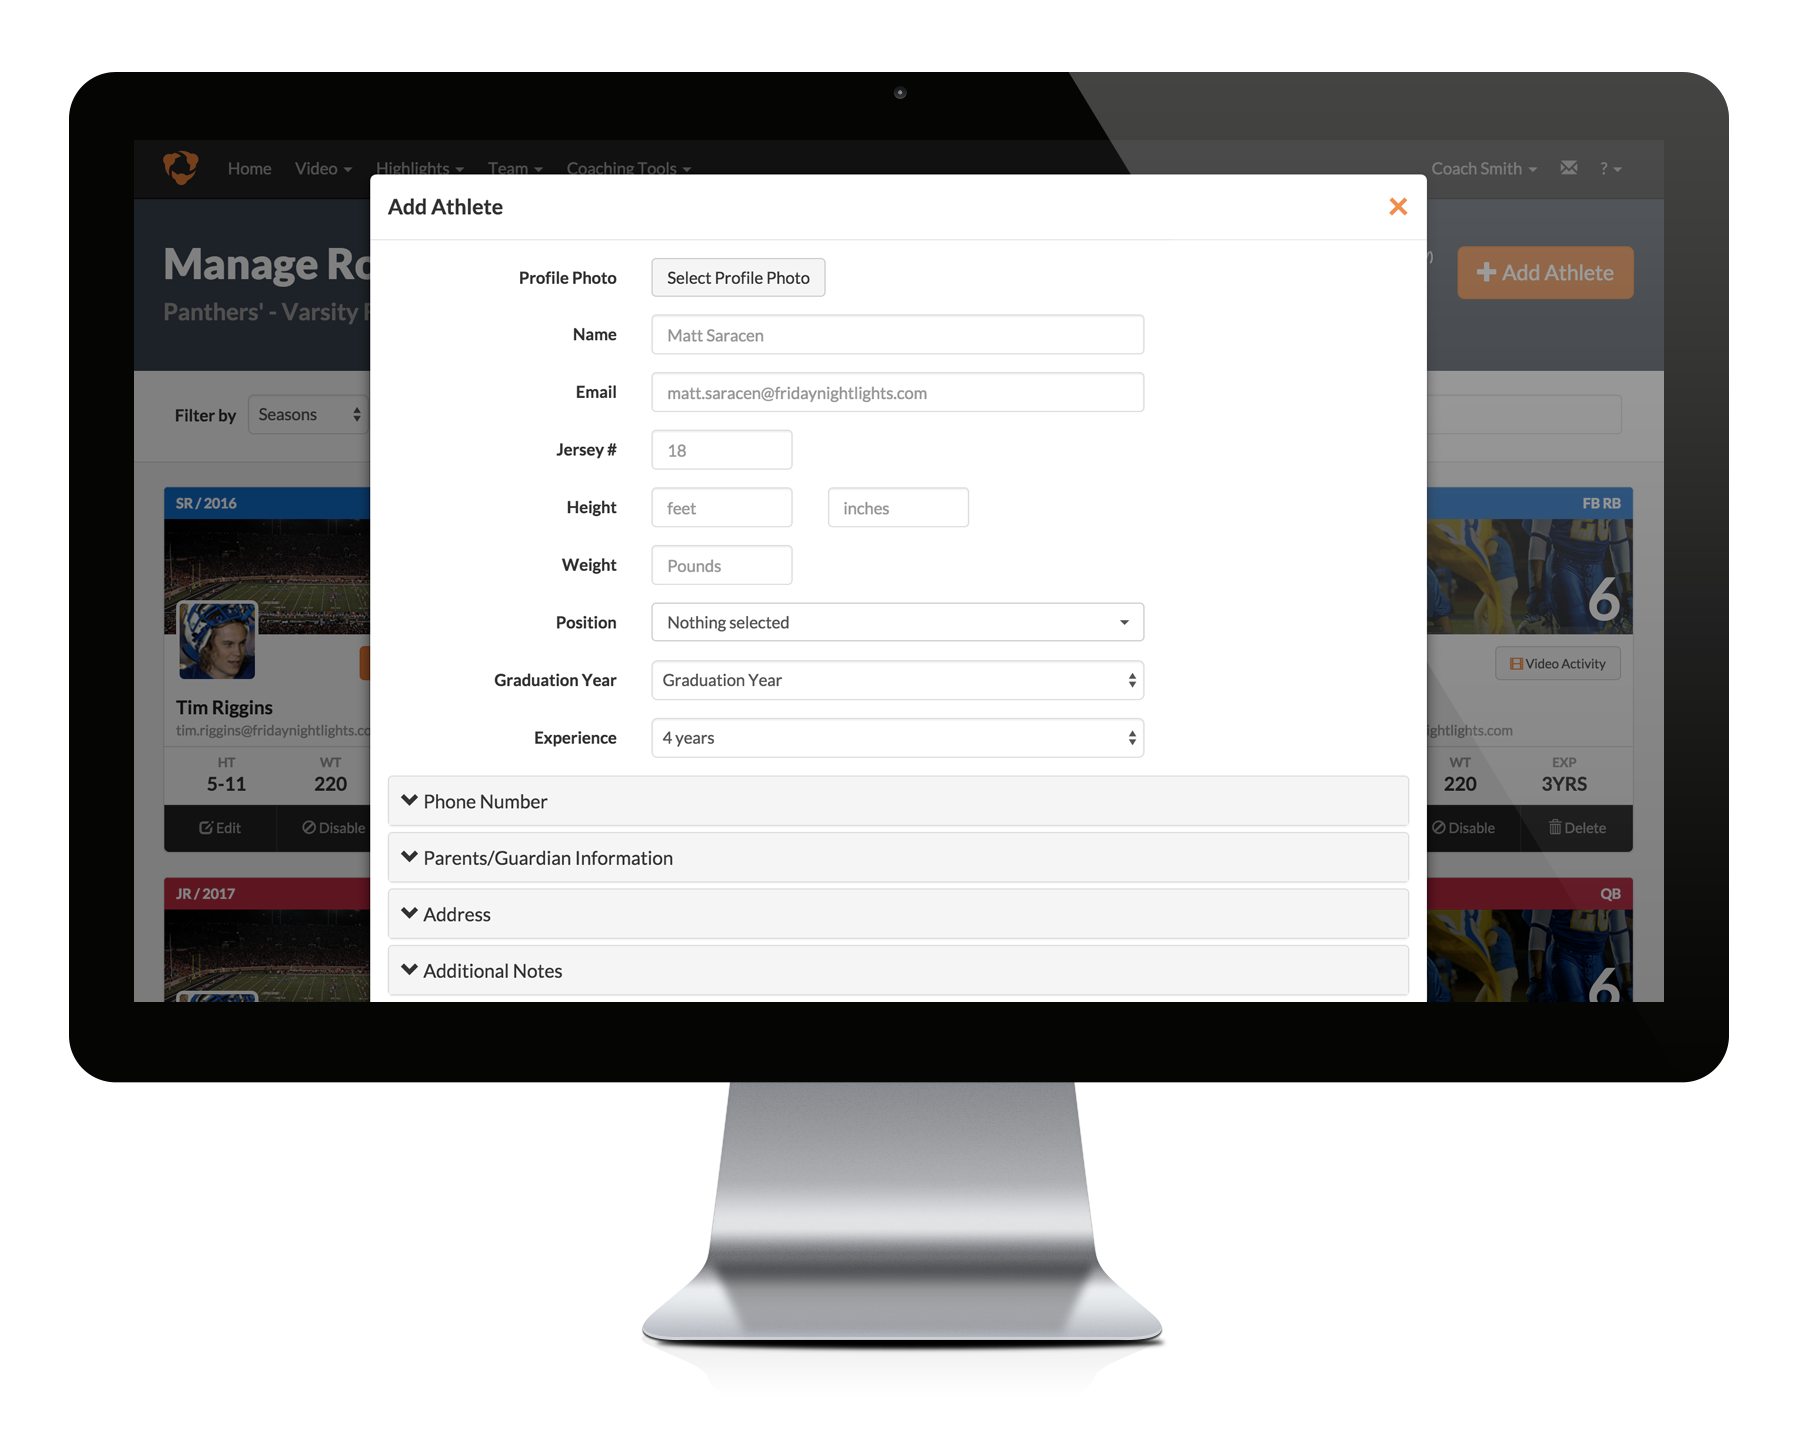 Home Video Highlights Team Coaching Tools Coach Smith ?
Add Athlete
Manage
Panthers' - Varsity
Add Athlete
Profile Photo Select Profile Photo
Name Matt Saracen
Email matt.saracen@fridaynightlights.com
Filter by Seasons
Jersey # 18
SR / 2016
FB RB
Height feet inches
Weight Pounds
6
Position Nothing selected
Video Activity
Graduation Year Graduation Year
Tim Riggins
tim.riggins@fridaynightlights.co
ightlights.com
Experience 4 years
HT WT
5-11 220
WT EXP
220 3YRS
Phone Number
Edit Disable
Disable Delete
Parents/Guardian Information
JR / 2017
QB
Address
Additional Notes
6